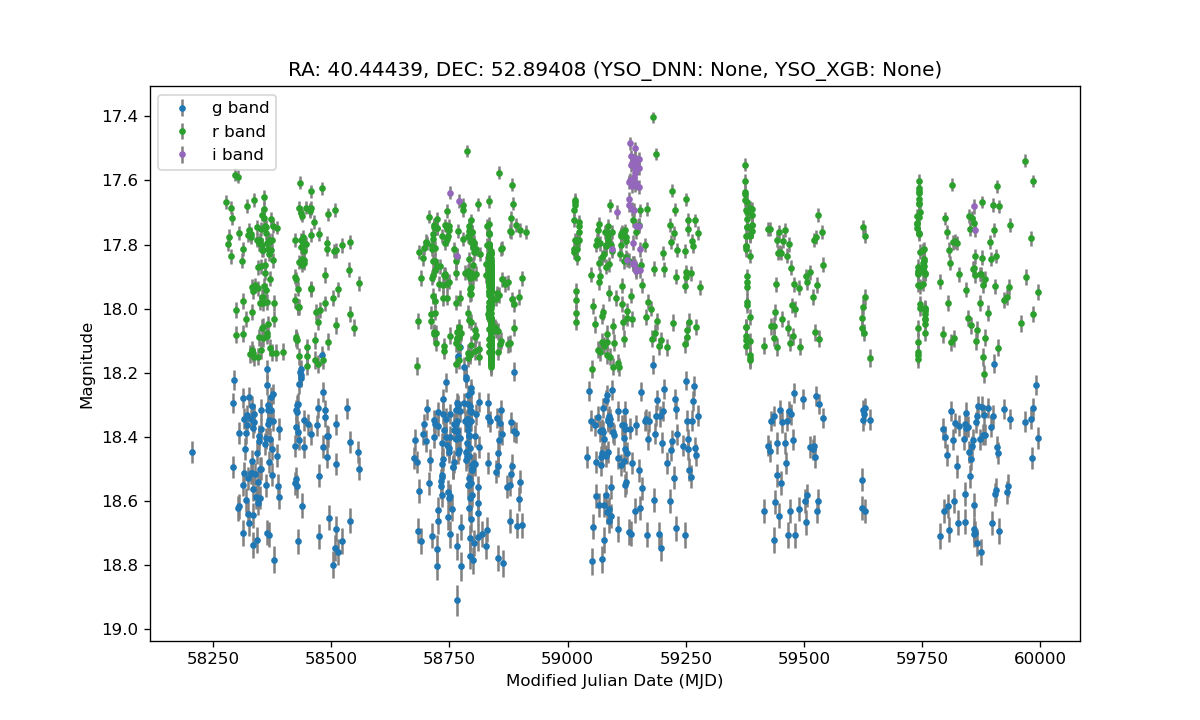 RA: 40.44439, DEC: 52.89408 (YSO_DNN: None, YSO_XGB: None)
g band
r band
i band
17.4
17.6
17.8
18.0
18.2
18.4
18.6
18.8
19.0
Magnitude
58250 58500 58750 59000 59250 59500 59750 60000
Modified Julian Date (MJD)